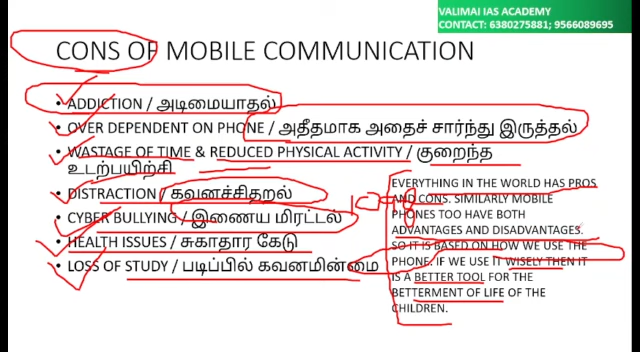 VALIMAI IAS ACADEMY
CONTACT: 6380275881; 9566089695
CONS OF MOBILE COMMUNICATION
• ADDICTION / அடிமையாதல்
• OVER DEPENDENT ON PHONE / அதீதமாக அதைச் சார்ந்து இருத்தல்
• WASTAGE OF TIME & REDUCED PHYSICAL ACTIVITY / குறைந்த
உடற்பயிற்சி
• DISTRACTION / கவனச்சிதறல்
• CYBER BULLYING / இணைய மிரட்டல்
• HEALTH ISSUES / சுகாதார கேடு
• LOSS OF STUDY / படிப்பில் கவனமின்மை
EVERYTHING IN THE WORLD HAS PROS
AND CONS. SIMILARLY MOBILE
PHONES TOO HAVE BOTH
ADVANTAGES AND DISADVANTAGES.
SO IT IS BASED ON HOW WE USE THE
PHONE. IF WE USE IT WISELY THEN IT
IS A BETTER TOOL FOR THE
BETTERMENT OF LIFE OF THE
CHILDREN.